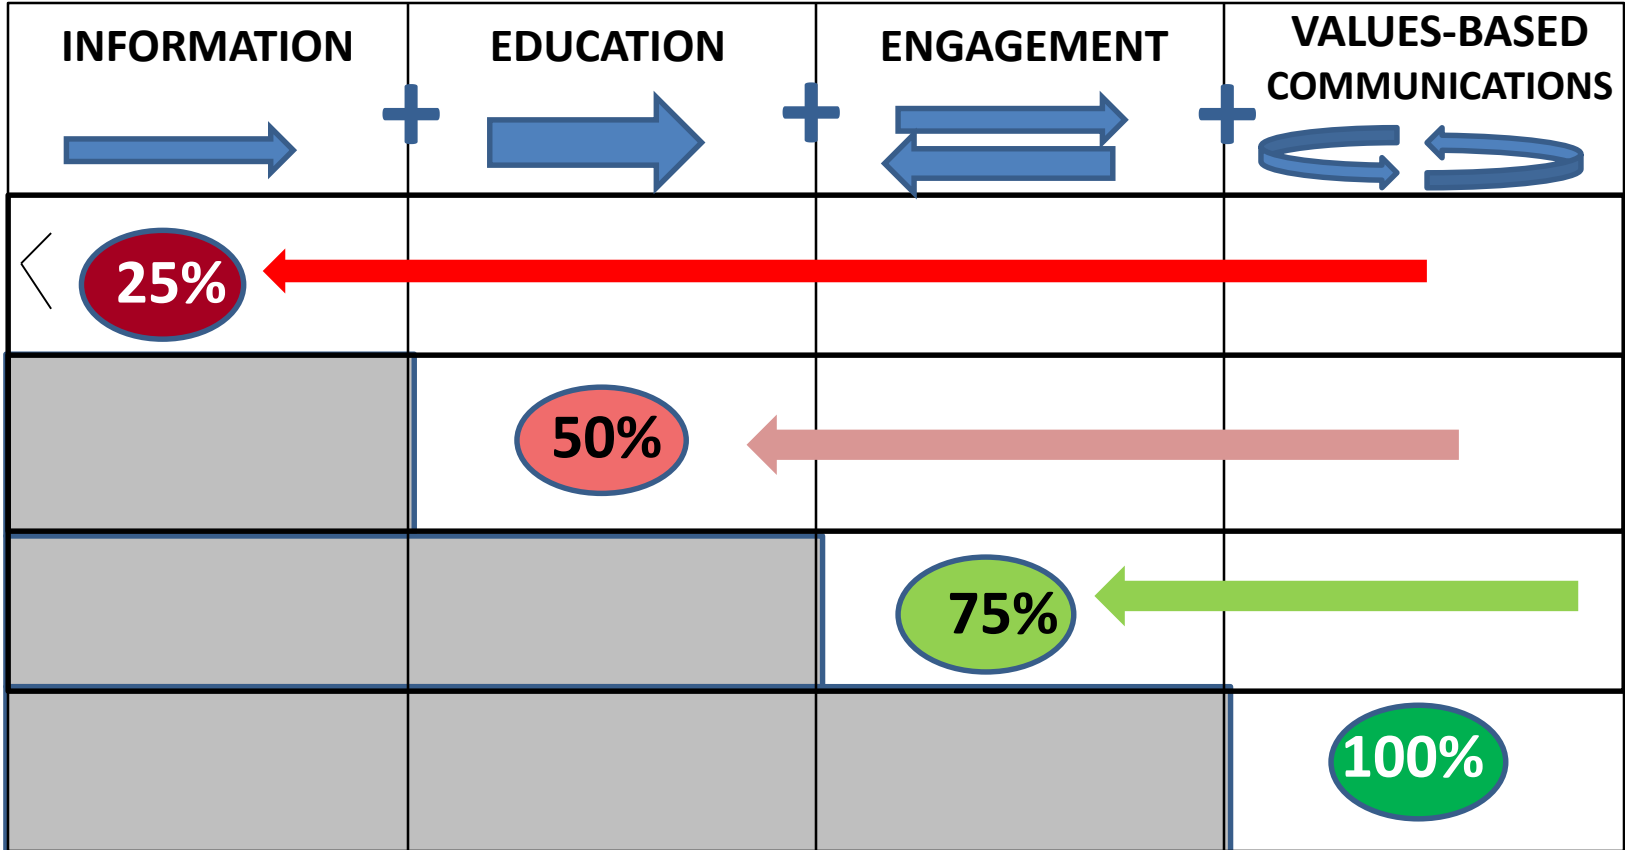 INFORMATION
EDUCATION
ENGAGEMENT
VALUES-BASED
COMMUNICATIONS
25%
50%
75%
100%